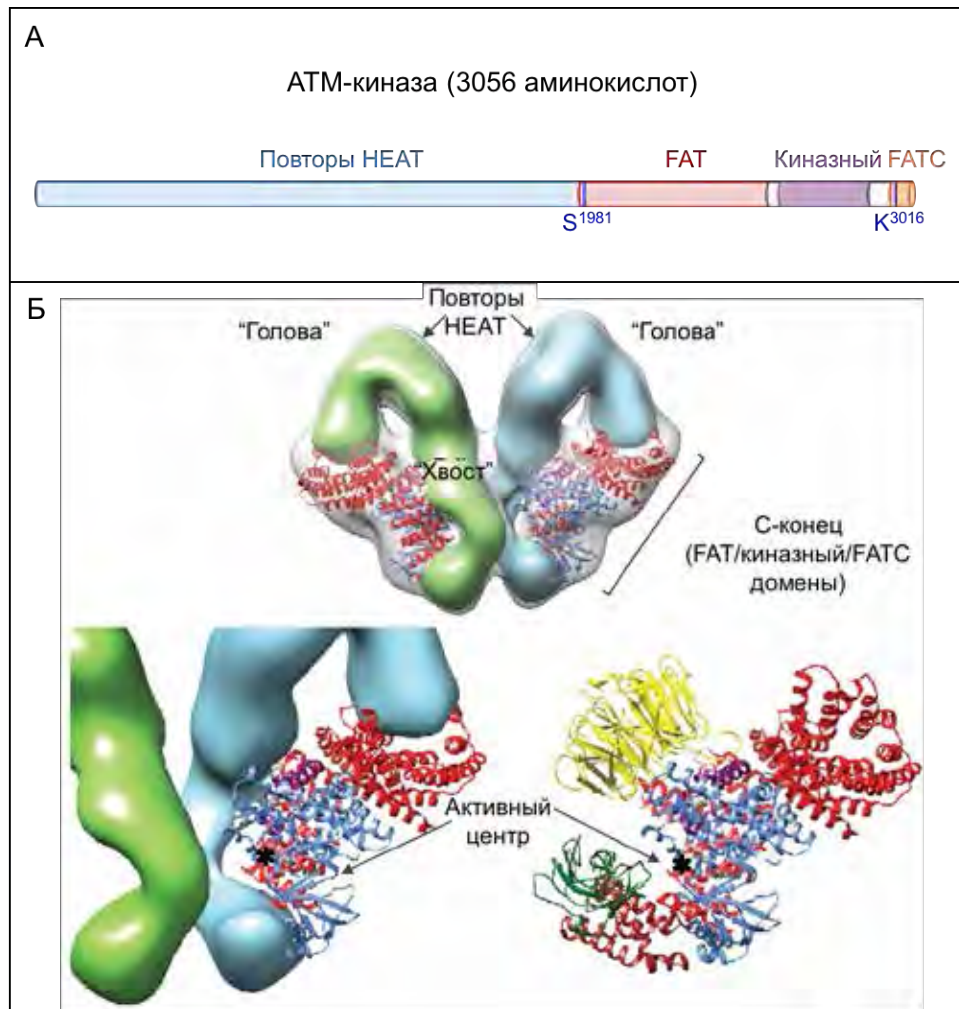 А
АТМ-киназа (3056 аминокислот)
Повторы HEAT
FAT
Киназный
FATC
S1981
K3016
Б
Повторы
HEAT
“Голова”
“Голова”
“Хвост”
С-конец
(FAT/киназный/FATC
домены)
Активный
центр